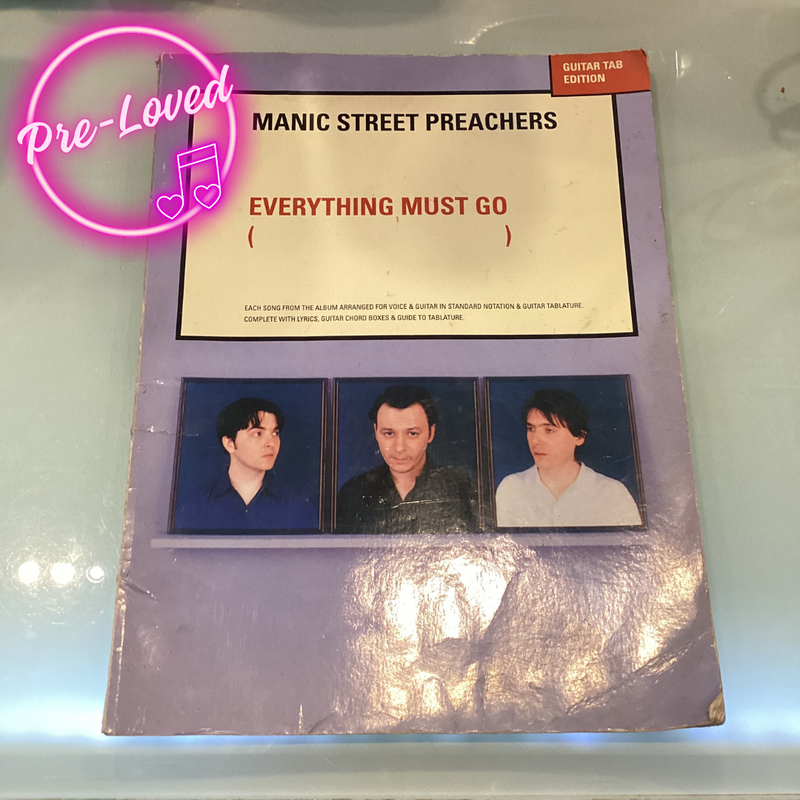 Pre-Loved
GUITAR TAB
EDITION
MANIC STREET PREACHERS
EVERYTHING MUST GO
( )
EACH SONG FROM THE ALBUM ARRANGED FOR VOICE & GUITAR IN STANDARD NOTATION & GUITAR TABLATURE.
COMPLETE WITH LYRICS, GUITAR CHORD BOXES & GUIDE TO TABLATURE.